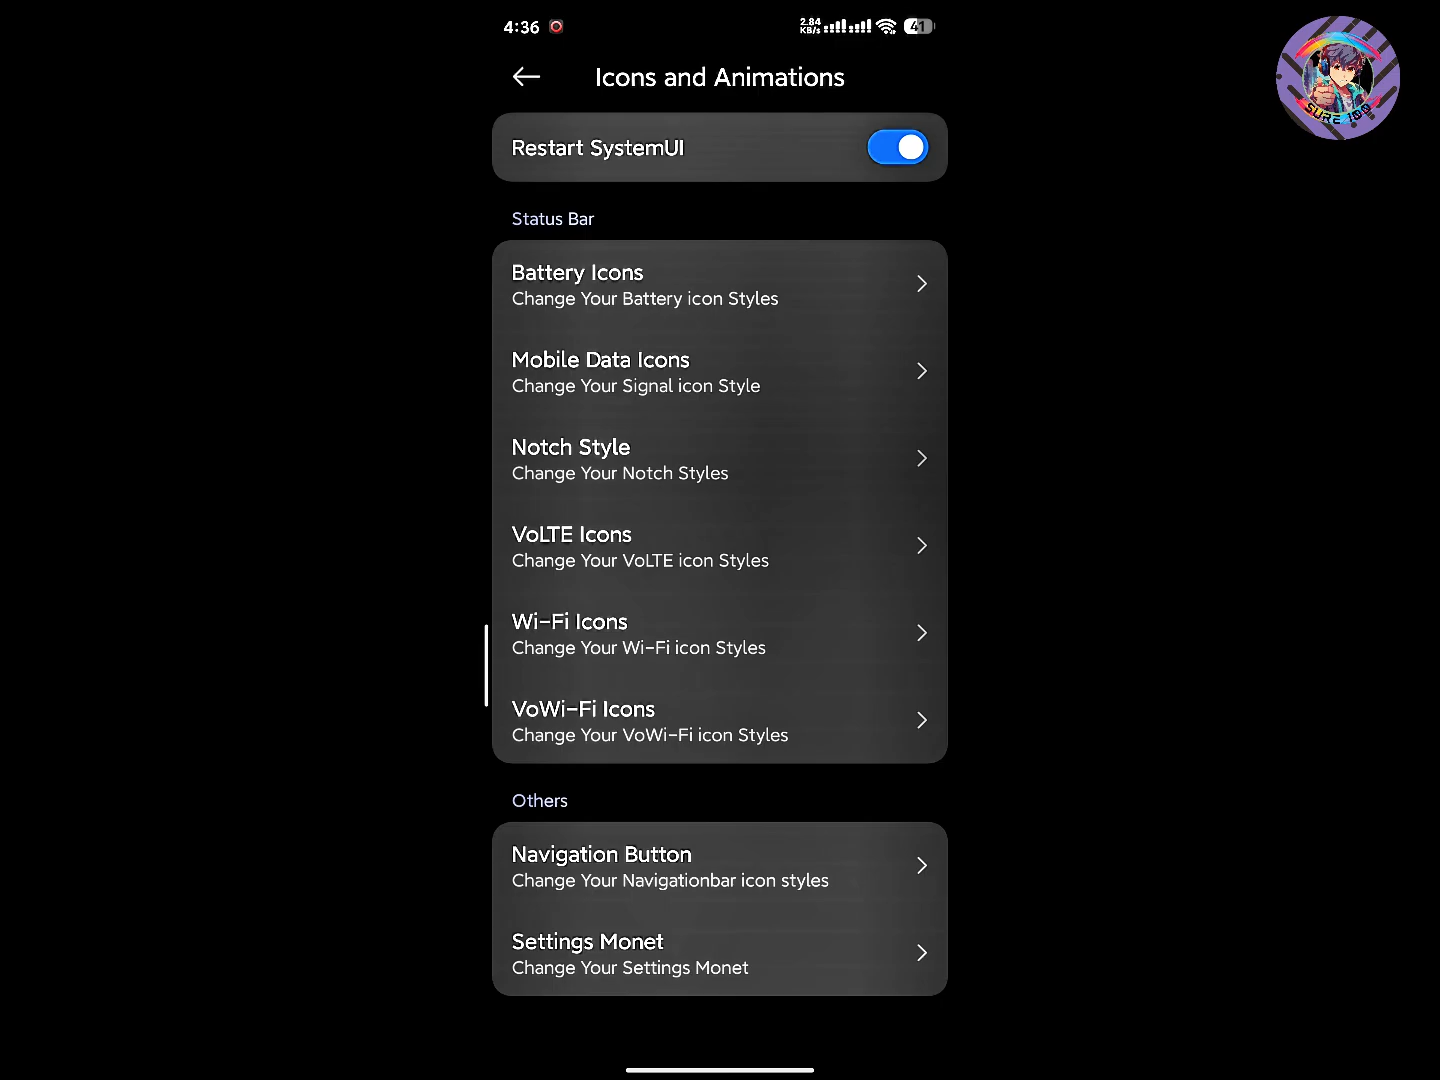 4:36
2.84
KB/s
41
Icons and Animations
SURE 100
Restart SystemUI
Status Bar
Battery Icons
Change Your Battery icon Styles
Mobile Data Icons
Change Your Signal icon Style
Notch Style
Change Your Notch Styles
VoLTE Icons
Change Your VoLTE icon Styles
Wi-Fi Icons
Change Your Wi-Fi icon Styles
VoWi-Fi Icons
Change Your VoWi-Fi icon Styles
Others
Navigation Button
Change Your Navigationbar icon styles
Settings Monet
Change Your Settings Monet